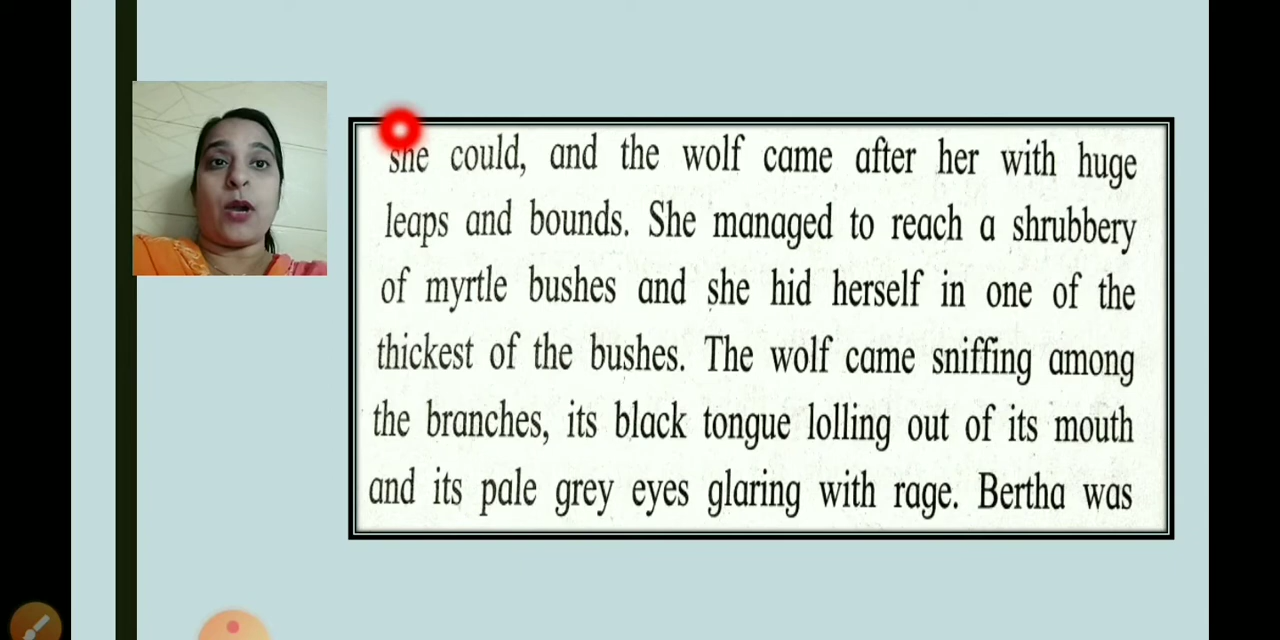 she could, and the wolf came after her with huge
leaps and bounds. She managed to reach a shrubbery
of myrtle bushes and she hid herself in one of the
thickest of the bushes. The wolf came sniffing among
the branches, its black tongue lolling out of its mouth
and its pale grey eyes glaring with rage. Bertha was